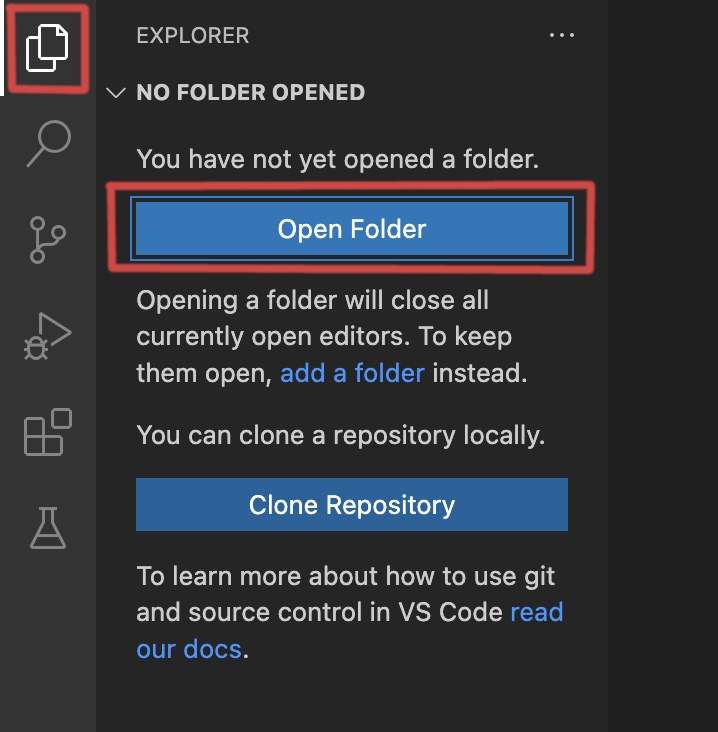 EXPLORER
NO FOLDER OPENED
You have not yet opened a folder.
Open Folder
Opening a folder will close all
currently open editors. To keep
them open, add a folder instead.
You can clone a repository locally.
Clone Repository
To learn more about how to use git
and source control in VS Code read
our docs.